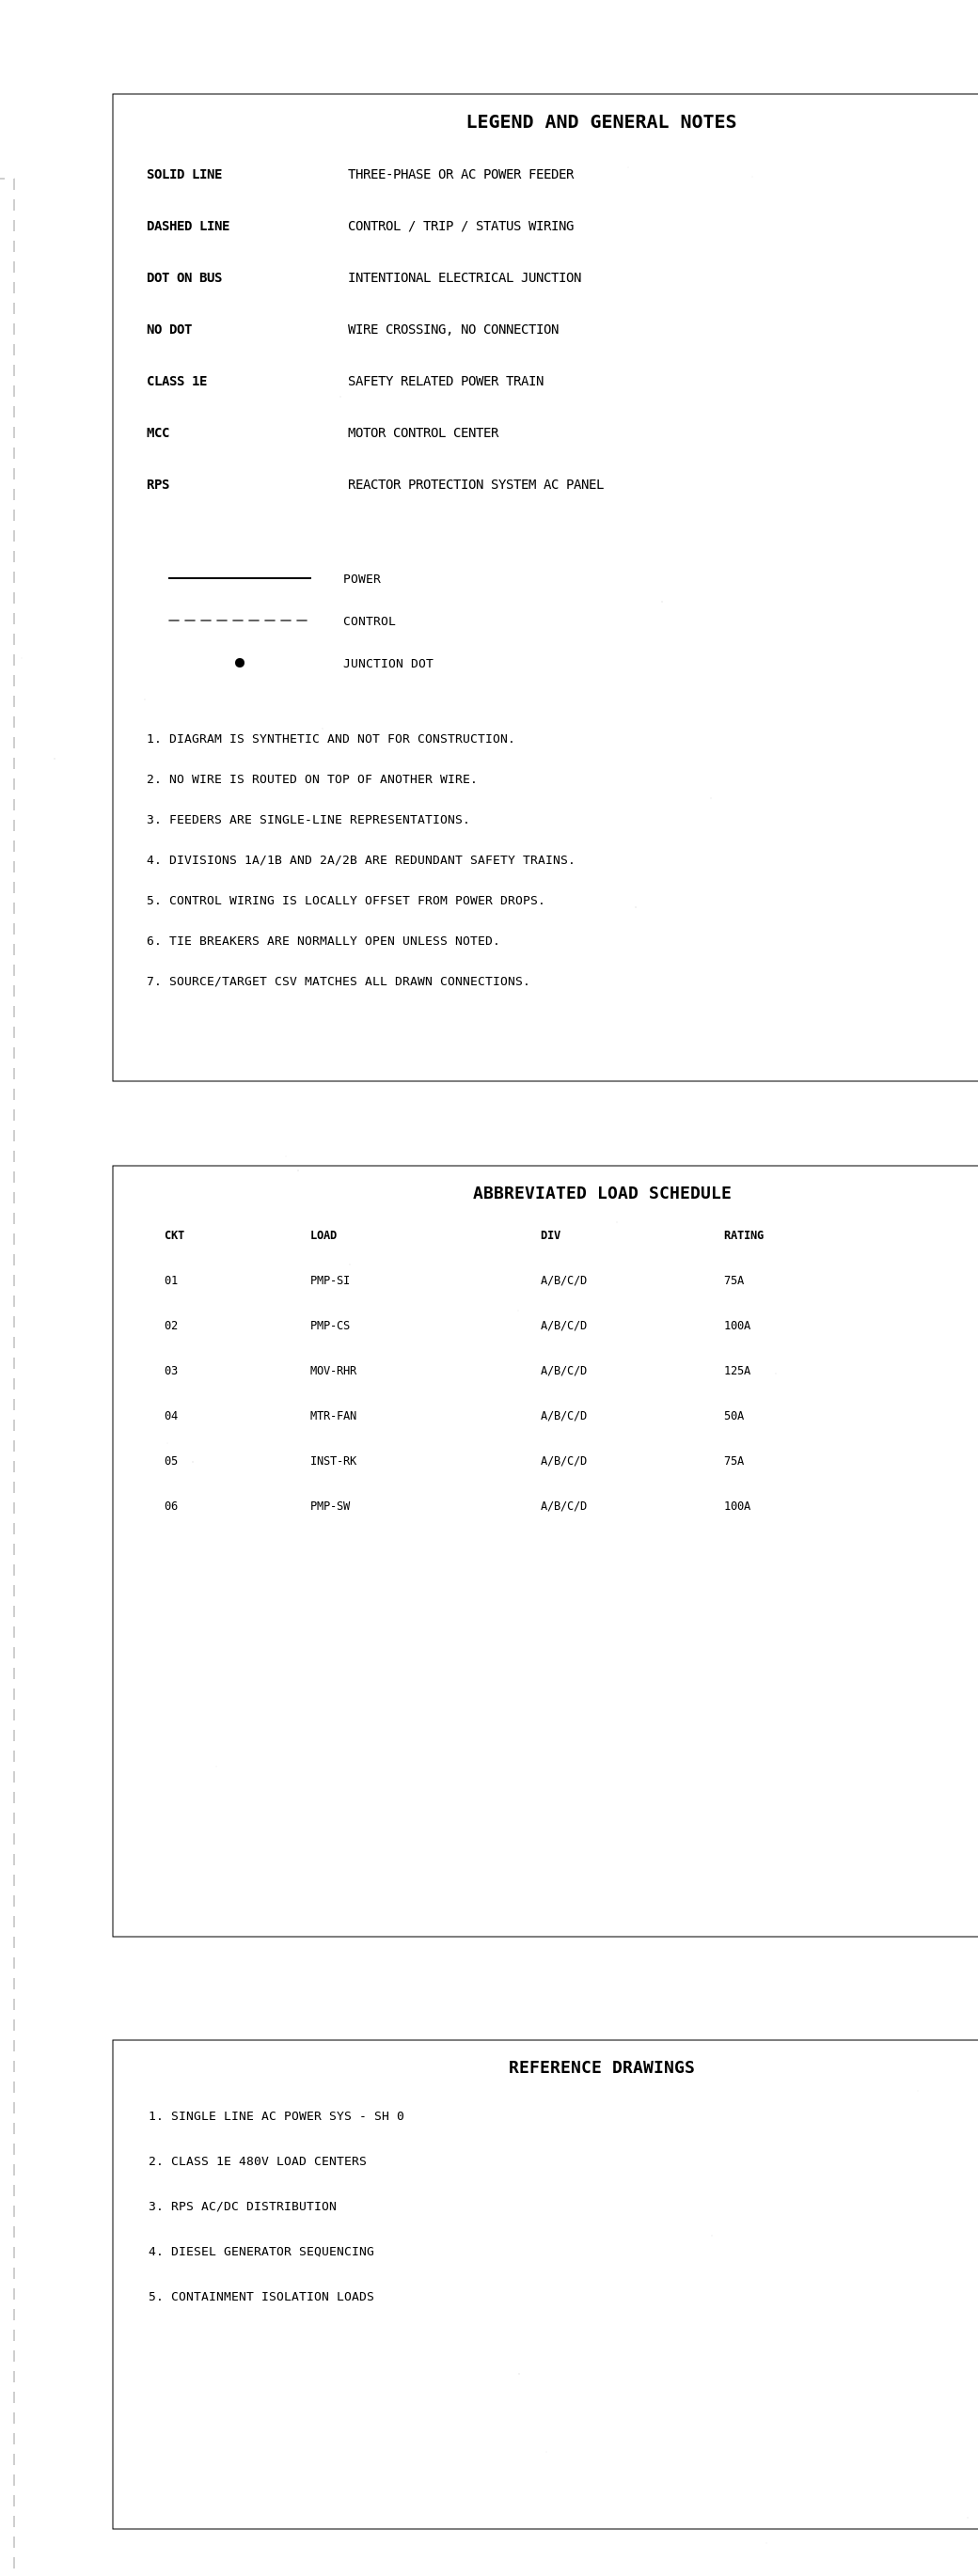 LEGEND AND GENERAL NOTES
SOLID LINE THREE-PHASE OR AC POWER FEEDER
DASHED LINE CONTROL / TRIP / STATUS WIRING
DOT ON BUS INTENTIONAL ELECTRICAL JUNCTION
NO DOT WIRE CROSSING, NO CONNECTION
CLASS 1E SAFETY RELATED POWER TRAIN
MCC MOTOR CONTROL CENTER
RPS REACTOR PROTECTION SYSTEM AC PANEL
POWER
CONTROL
JUNCTION DOT
1. DIAGRAM IS SYNTHETIC AND NOT FOR CONSTRUCTION.
2. NO WIRE IS ROUTED ON TOP OF ANOTHER WIRE.
3. FEEDERS ARE SINGLE-LINE REPRESENTATIONS.
4. DIVISIONS 1A/1B AND 2A/2B ARE REDUNDANT SAFETY TRAINS.
5. CONTROL WIRING IS LOCALLY OFFSET FROM POWER DROPS.
6. TIE BREAKERS ARE NORMALLY OPEN UNLESS NOTED.
7. SOURCE/TARGET CSV MATCHES ALL DRAWN CONNECTIONS.
ABBREVIATED LOAD SCHEDULE
CKT LOAD DIV RATING
01 PMP-SI A/B/C/D 75A
02 PMP-CS A/B/C/D 100A
03 MOV-RHR A/B/C/D 125A
04 MTR-FAN A/B/C/D 50A
05 INST-RK A/B/C/D 75A
06 PMP-SW A/B/C/D 100A
REFERENCE DRAWINGS
1. SINGLE LINE AC POWER SYS - SH 0
2. CLASS 1E 480V LOAD CENTERS
3. RPS AC/DC DISTRIBUTION
4. DIESEL GENERATOR SEQUENCING
5. CONTAINMENT ISOLATION LOADS